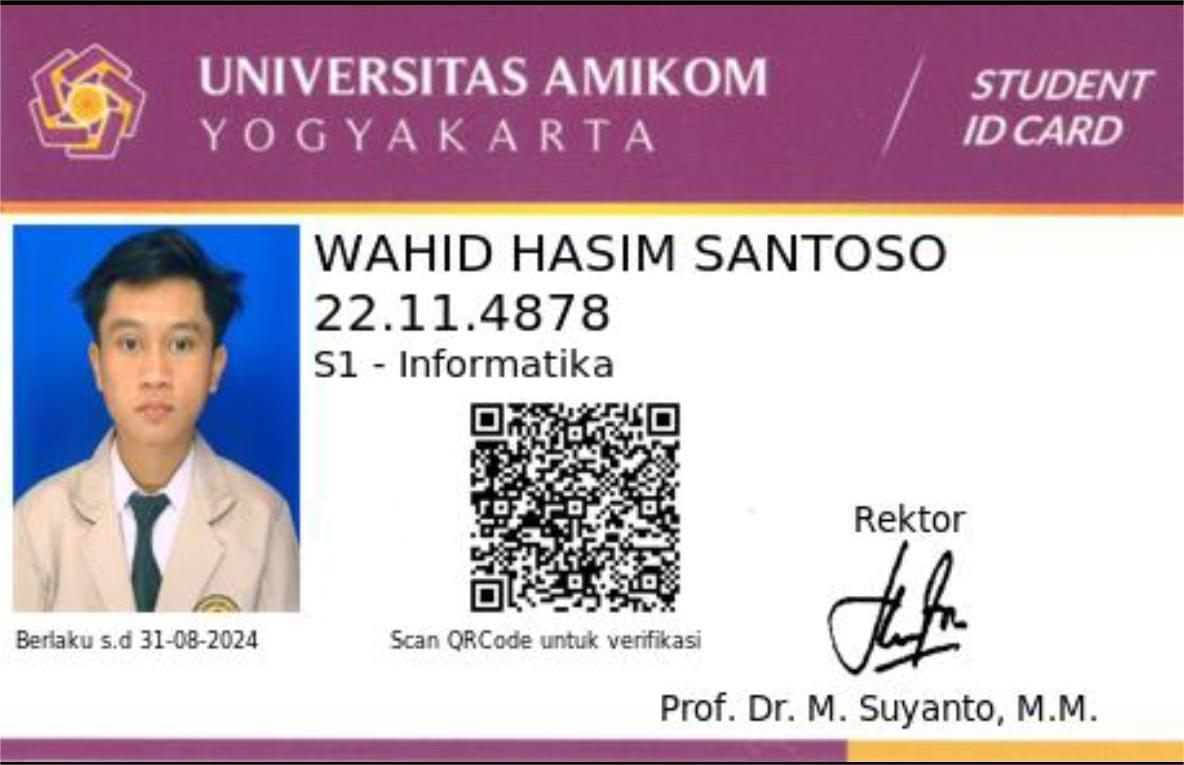 UNIVERSITAS AMIKOM
YOGYAKARTA
STUDENT
ID CARD
WAHID HASIM SANTOSO
22.11.4878
S1 - Informatika
Rektor
Berlaku s.d 31-08-2024
Scan QRCode untuk verifikasi
Prof. Dr. M. Suyanto, M.M.